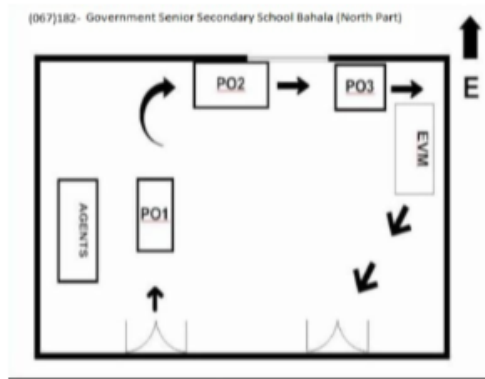 (067)182- Government Senior Secondary School Bahala (North Part)
E
PO2
PO3
EVM
AGENTS
PO1